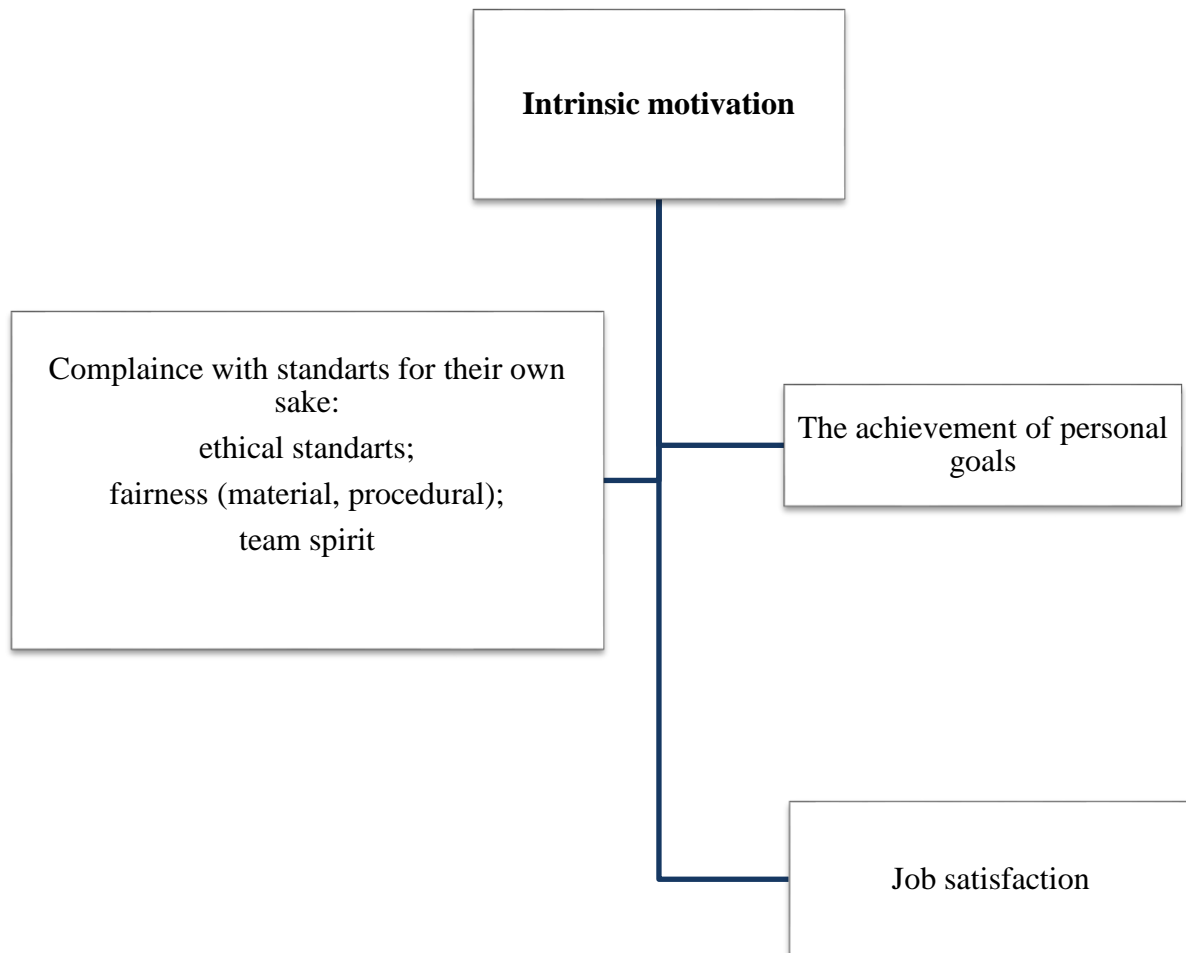 Intrinsic motivation
Complaince with standarts for their own
sake:
ethical standarts;
fairness (material, procedural);
team spirit
The achievement of personal
goals
Job satisfaction